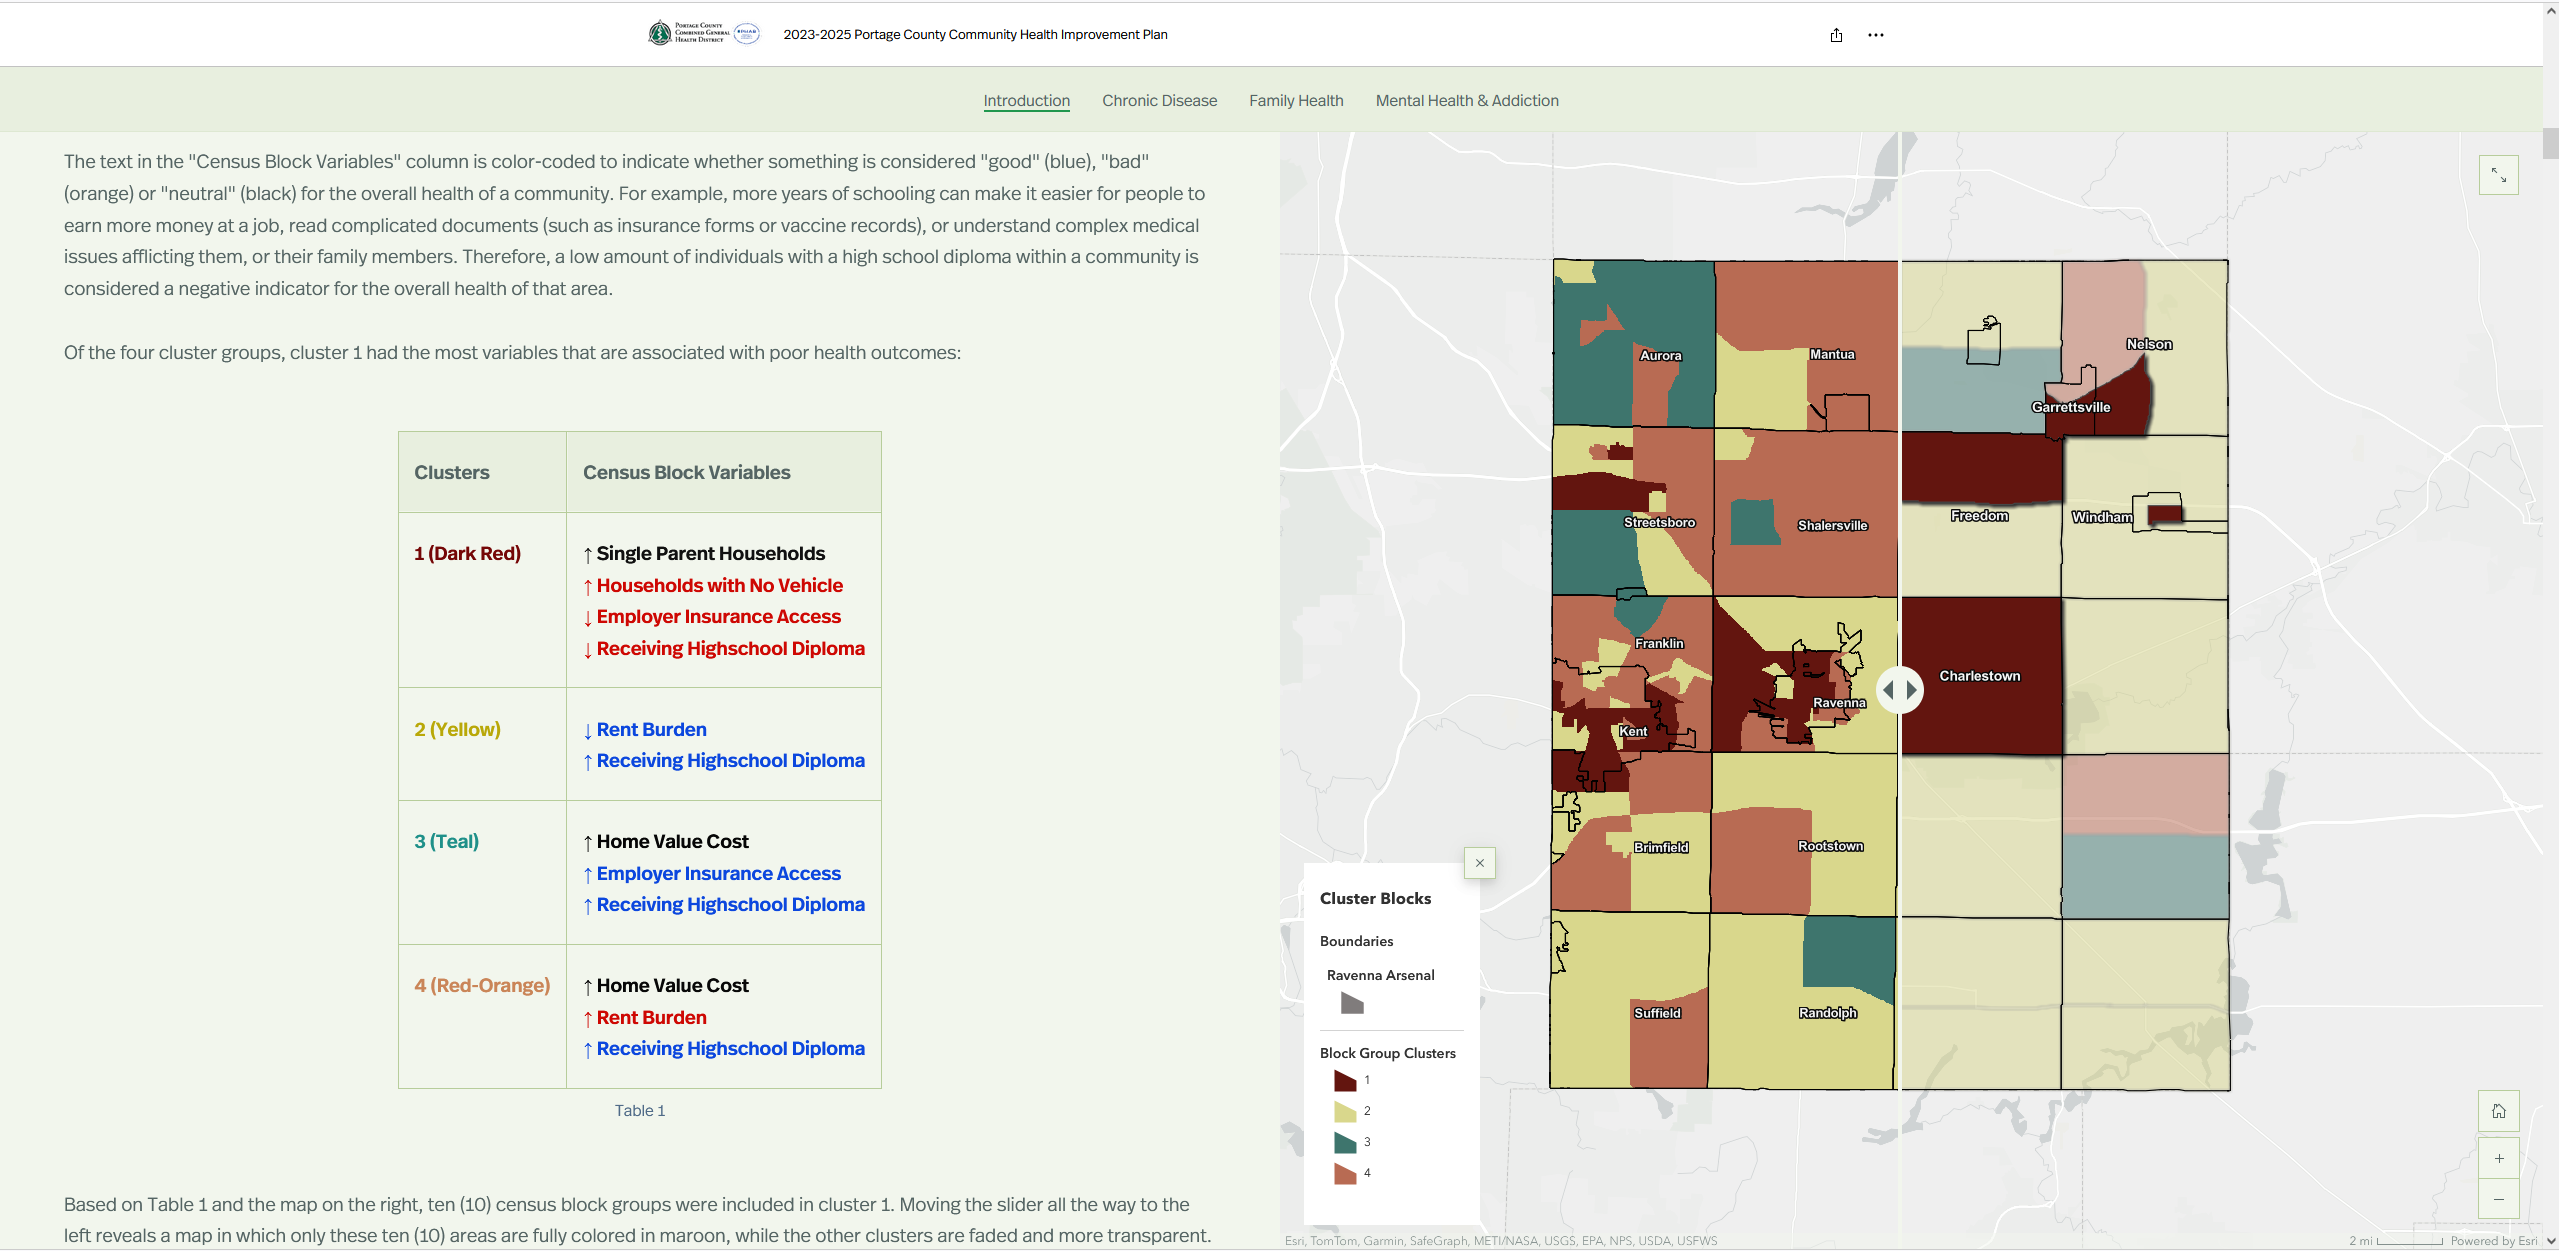 PORTAGE COUNTY
COMBINED GENERAL
HEALTH DISTRICT
PHAB
2023-2025 Portage County Community Health Improvement Plan
Introduction
Chronic Disease
Family Health
Mental Health & Addiction
The text in the "Census Block Variables" column is color-coded to indicate whether something is considered "good" (blue), "bad"
(orange) or "neutral" (black) for the overall health of a community. For example, more years of schooling can make it easier for people to
earn more money at a job, read complicated documents (such as insurance forms or vaccine records), or understand complex medical
issues afflicting them, or their family members. Therefore, a low amount of individuals with a high school diploma within a community is
considered a negative indicator for the overall health of that area.
Of the four cluster groups, cluster 1 had the most variables that are associated with poor health outcomes:
Clusters
Census Block Variables
1 (Dark Red)
↑ Single Parent Households
↑ Households with No Vehicle
↓ Employer Insurance Access
↓ Receiving Highschool Diploma
2 (Yellow)
↓ Rent Burden
↑ Receiving Highschool Diploma
3 (Teal)
↑ Home Value Cost
↑ Employer Insurance Access
↑ Receiving Highschool Diploma
4 (Red-Orange)
↑ Home Value Cost
↑ Rent Burden
↑ Receiving Highschool Diploma
Table 1
Based on Table 1 and the map on the right, ten (10) census block groups were included in cluster 1. Moving the slider all the way to the
left reveals a map in which only these ten (10) areas are fully colored in maroon, while the other clusters are faded and more transparent.
Aurora
Mantua
Nelson
Garrettsville
Streetsboro
Shalersville
Freedom
Windham
Franklin
Kent
Ravenna
Charlestown
Brimfield
Rootstown
Suffield
Randolph
Cluster Blocks
Boundaries
Ravenna Arsenal
Block Group Clusters
1
2
3
4
Esri, TomTom, Garmin, SafeGraph, METI/NASA, USGS, EPA, NPS, USDA, USFWS
2 mi
Powered by Esri